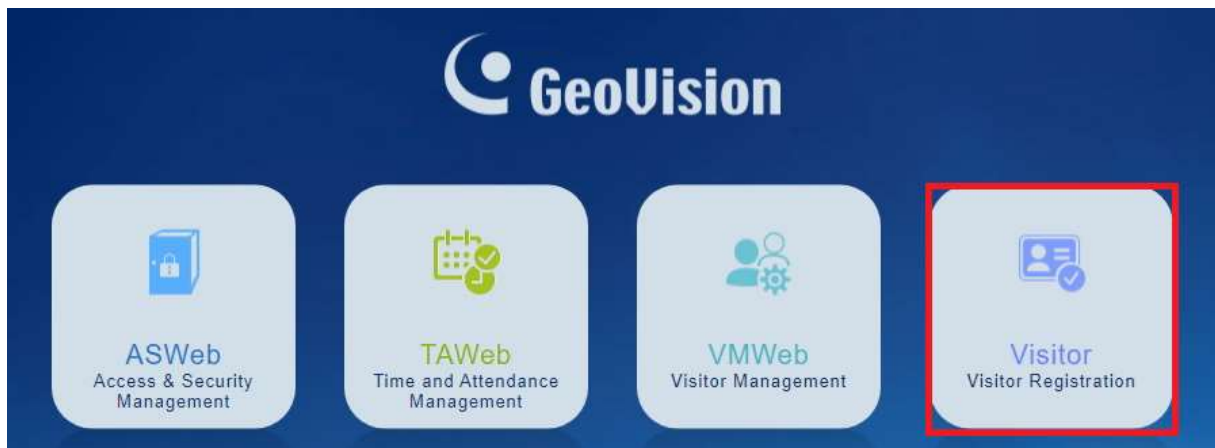 GeoVision
ASWeb
Access & Security
Management
TAWeb
Time and Attendance
Management
VMWeb
Visitor Management
Visitor
Visitor Registration